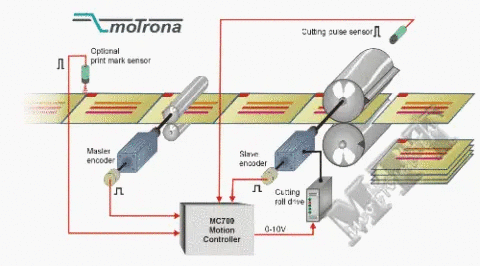 motrona
Cutting pulse sensor
Optional
print mark sensor
Master
encoder
Slave
encoder
Cutting
roll drive
MC700
Motion
Controller
0-10V